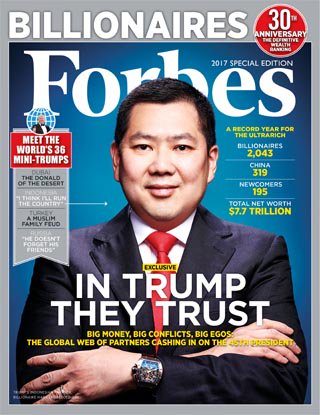 BILLIONAIRES
30TH
ANNIVERSARY
THE DEFINITIVE
WEALTH
RANKING
Forbes
2017 SPECIAL EDITION
MEET THE
WORLD'S 36
MINI-TRUMPS
DUBAI
THE DONALD
OF THE DESERT
INDONESIA
"I THINK I'LL RUN
THE COUNTRY"
TURKEY
A MUSLIM
FAMILY FEUD
RUSSIA
"HE DOESN'T
FORGET HIS
FRIENDS"
A RECORD YEAR FOR
THE ULTRARICH
BILLIONAIRES
2,043
CHINA
319
NEWCOMERS
195
TOTAL NET WORTH
$7.7 TRILLION
EXCLUSIVE
IN TRUMP
THEY TRUST
BIG MONEY, BIG CONFLICTS, BIG EGOS:
THE GLOBAL WEB OF PARTNERS CASHING IN ON THE 45TH PRESIDENT
TRUMP'S INDONESIAN PARTNER
BILLIONAIRE